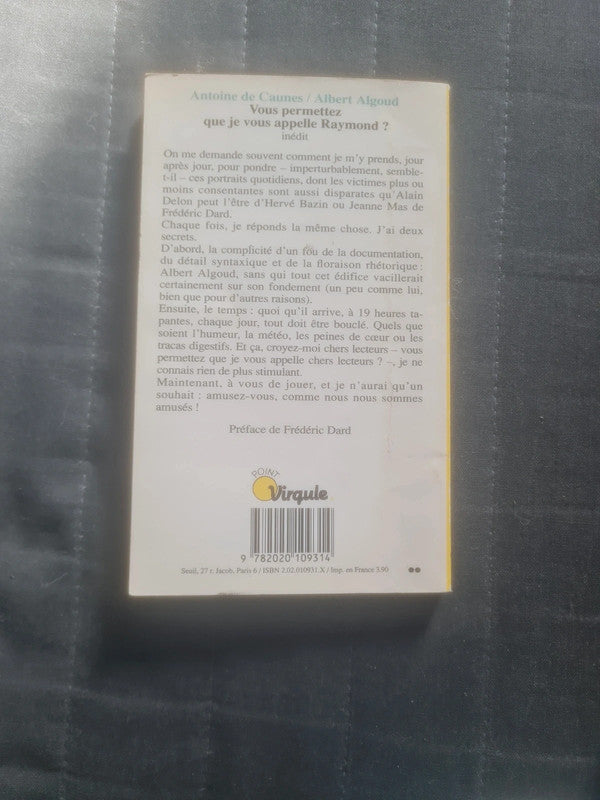 Antoine de Caunes / Albert Algoud
Vous permettez
que je vous appelle Raymond ?
inédit
On me demande souvent comment je m'y prends, jour
après jour, pour pondre – imperturbablement, semble-
t-il – ces portraits quotidiens, dont les victimes plus ou
moins consentantes sont aussi disparates qu'Alain
Delon peut l'être d'Hervé Bazin ou Jeanne Mas de
Frédéric Dard.
Chaque fois, je réponds la même chose. J'ai deux
secrets.
D'abord, la complicité d'un fou de la documentation,
du détail syntaxique et de la floraison rhétorique :
Albert Algoud, sans qui tout cet édifice vacillerait
certainement sur son fondement (un peu comme lui,
bien que pour d'autres raisons).
Ensuite, le temps : quoi qu'il arrive, à 19 heures ta-
pantes, chaque jour, tout doit être bouclé. Quels que
soient l'humeur, la météo, les peines de cœur ou les
tracas digestifs. Et ça, croyez-moi chers lecteurs – vous
permettez que je vous appelle chers lecteurs ? –, je ne
connais rien de plus stimulant.
Maintenant, à vous de jouer, et je n'aurai qu'un
souhait : amusez-vous, comme nous nous sommes
amusés !
Préface de Frédéric Dard
POINT
Virgule
9 782020 109314
Seuil, 27 r. Jacob, Paris 6 / ISBN 2.02.010931.X / Imp. en France 3.90